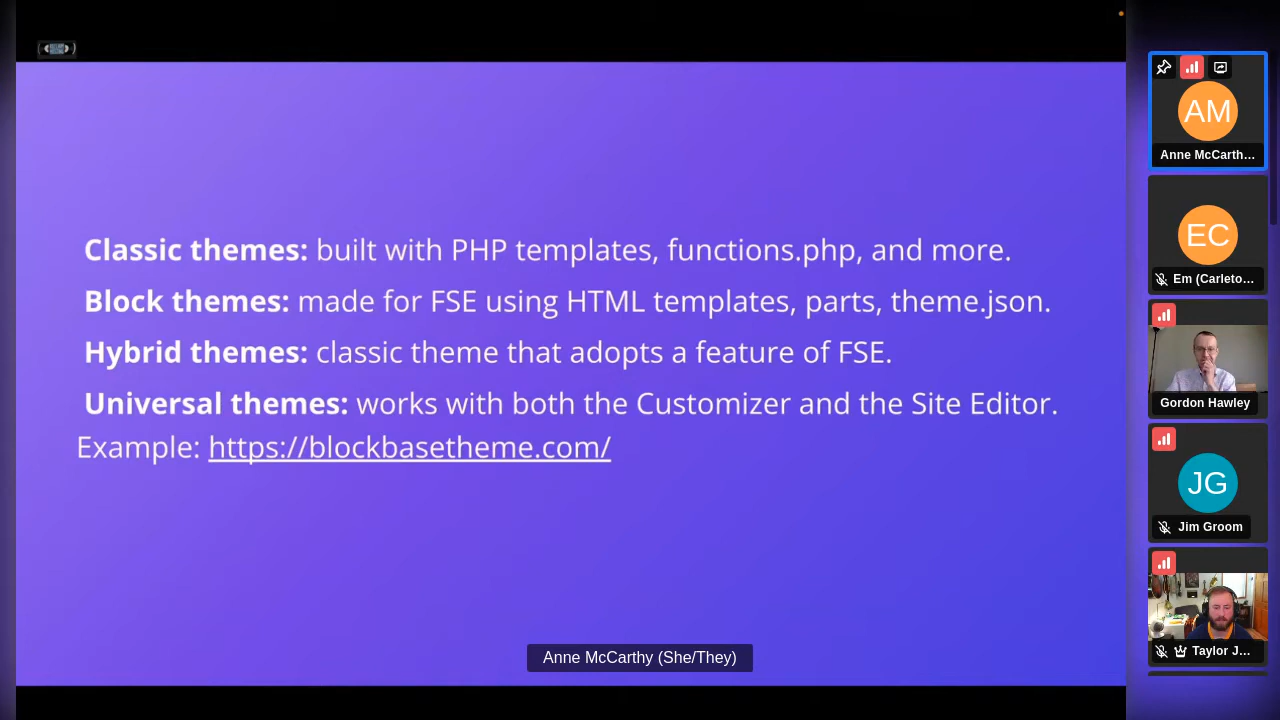 Classic themes: built with PHP templates, functions.php, and more.
Block themes: made for FSE using HTML templates, parts, theme.json.
Hybrid themes: classic theme that adopts a feature of FSE.
Universal themes: works with both the Customizer and the Site Editor.
Example: https://blockbasetheme.com/
Anne McCarthy (She/They)
AM
Anne McCarth…
EC
Em (Carleto…
Gordon Hawley
JG
Jim Groom
Taylor J…